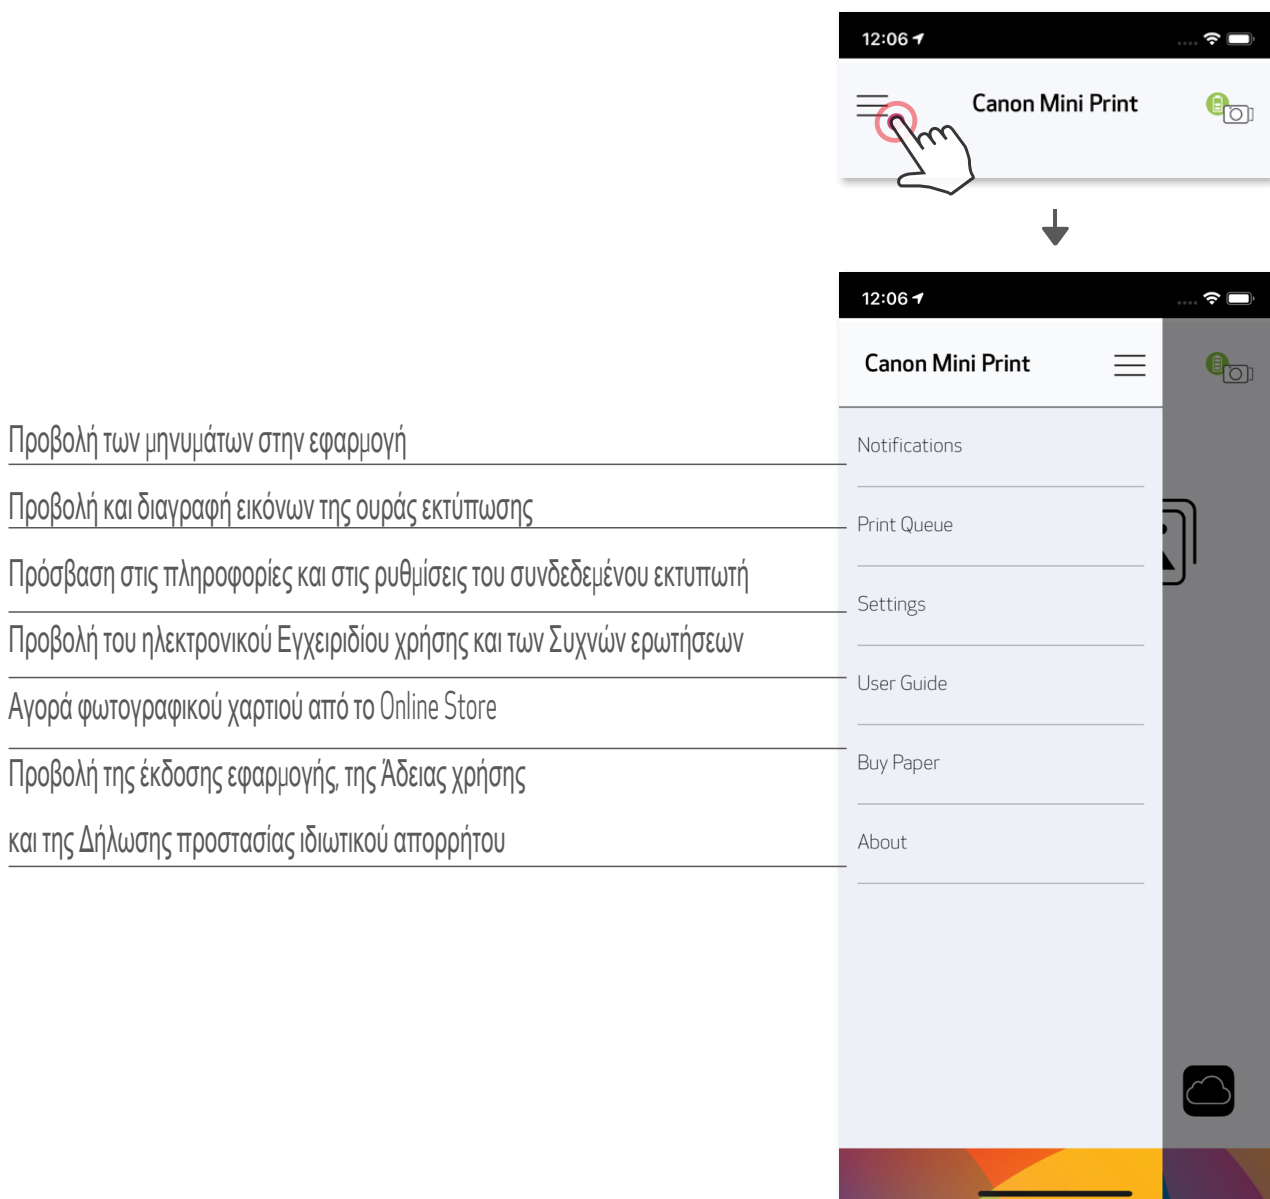 12:06
Canon Mini Print
12:06
Canon Mini Print
Προβολή των μηνυμάτων στην εφαρμογή
Notifications
Προβολή και διαγραφή εικόνων της ουράς εκτύπωσης
Print Queue
Πρόσβαση στις πληροφορίες και στις ρυθμίσεις του συνδεδεμένου εκτυπωτή
Settings
Προβολή του ηλεκτρονικού Εγχειριδίου χρήσης και των Συχνών ερωτήσεων
User Guide
Αγορά φωτογραφικού χαρτιού από το Online Store
Buy Paper
Προβολή της έκδοσης εφαρμογής, της Άδειας χρήσης
και της Δήλωσης προστασίας ιδιωτικού απορρήτου
About